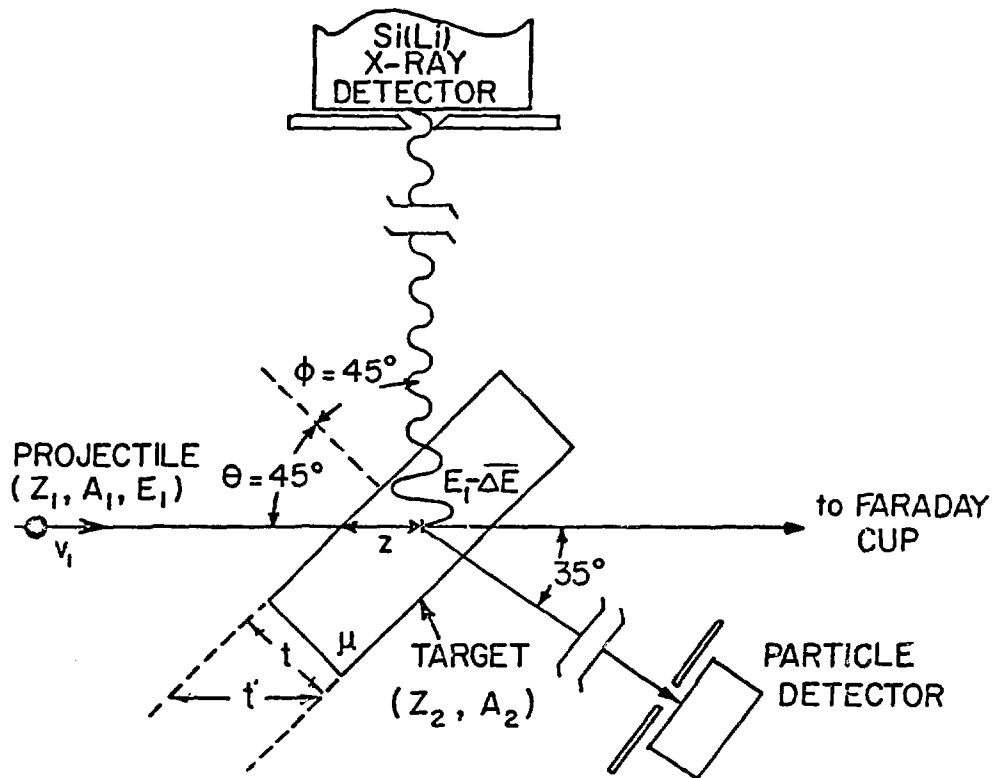 Si(Li)
X-RAY
DETECTOR
ϕ = 45°
PROJECTILE
(Z₁, A₁, E₁)
θ = 45°
E₁-\overline{ΔE}
v₁
z
to FARADAY
CUP
35°
t
t'
μ
TARGET
(Z₂, A₂)
PARTICLE
DETECTOR